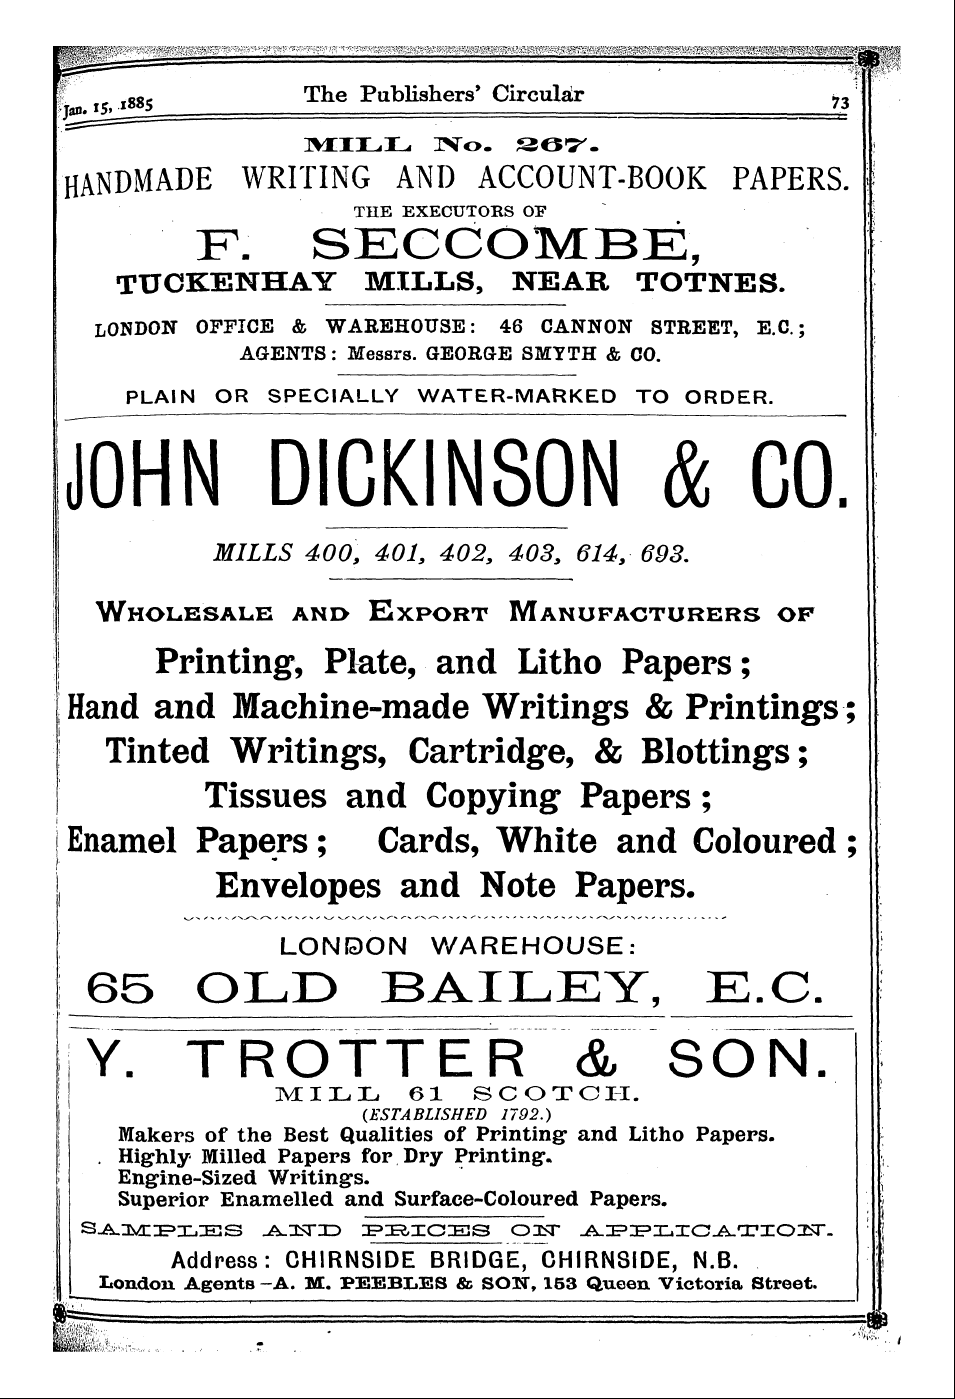 Jan. 15, 1885 The Publishers' Circular 73
MILL No. 267.
HANDMADE WRITING AND ACCOUNT-BOOK PAPERS.
THE EXECUTORS OF
F. SECCOMBE,
TUCKENHAY MILLS, NEAR TOTNES.
LONDON OFFICE & WAREHOUSE: 46 CANNON STREET, E.C.;
AGENTS: Messrs. GEORGE SMYTH & CO.
PLAIN OR SPECIALLY WATER-MARKED TO ORDER.
JOHN DICKINSON & CO.
MILLS 400, 401, 402, 403, 614, 693.
WHOLESALE AND EXPORT MANUFACTURERS OF
Printing, Plate, and Litho Papers;
Hand and Machine-made Writings & Printings;
Tinted Writings, Cartridge, & Blottings;
Tissues and Copying Papers;
Enamel Papers; Cards, White and Coloured;
Envelopes and Note Papers.
LONDON WAREHOUSE:
65 OLD BAILEY, E.C.
Y. TROTTER & SON.
MILL 61 SCOTCH.
(ESTABLISHED 1792.)
Makers of the Best Qualities of Printing and Litho Papers.
Highly Milled Papers for Dry Printing.
Engine-Sized Writings.
Superior Enamelled and Surface-Coloured Papers.
SAMPLES AND PRICES ON APPLICATION.
Address: CHIRNSIDE BRIDGE, CHIRNSIDE, N.B.
London Agents—A. M. PEEBLES & SON, 153 Queen Victoria Street.